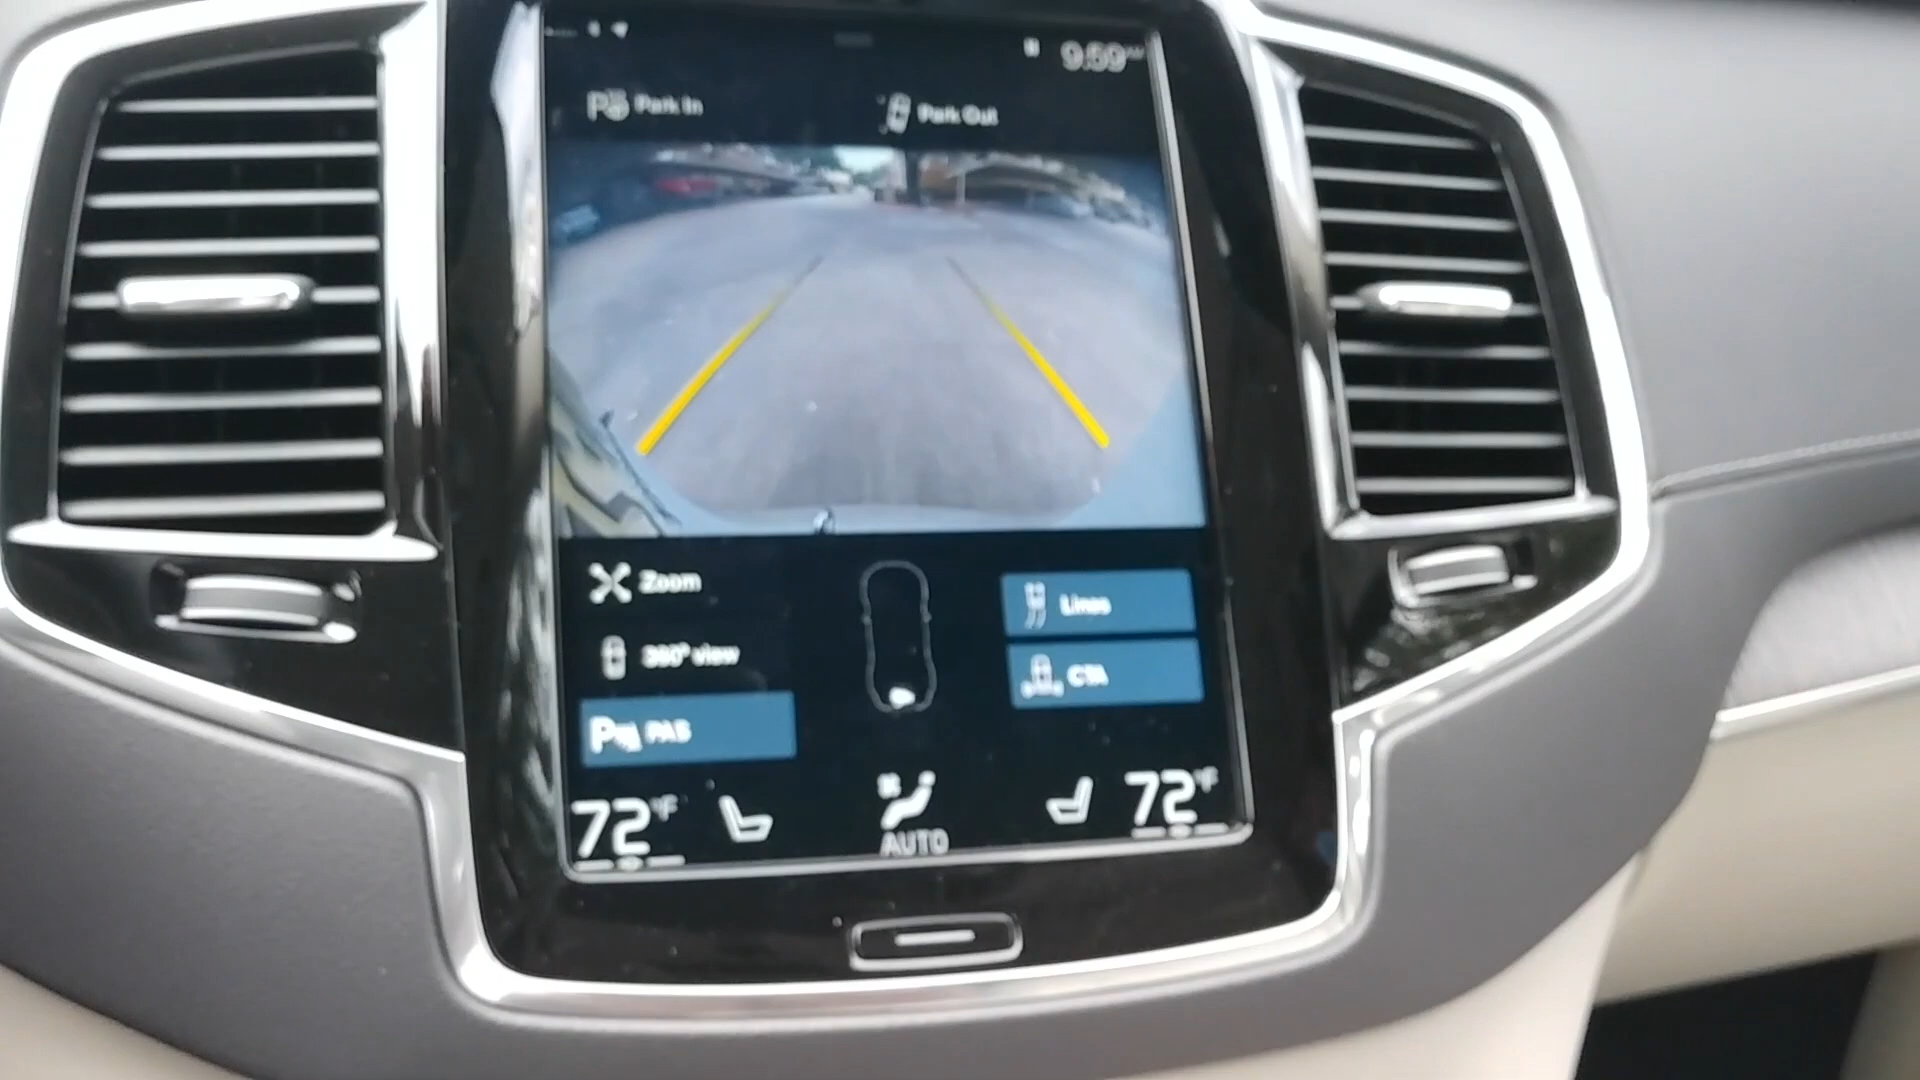 9:59
Park In
Park Out
Zoom
360° view
Lines
CTA
PAS
72°F
AUTO
72°F